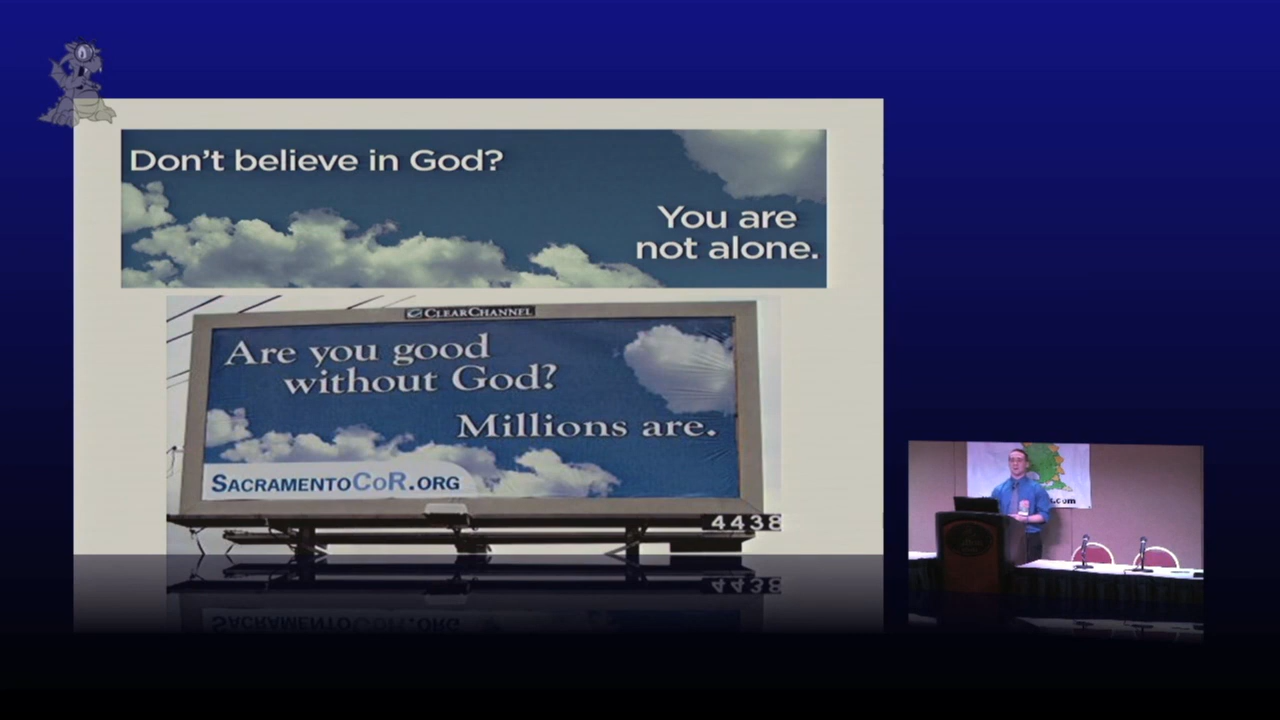 Don't believe in God?
You are
not alone.
CLEARCHANNEL
Are you good
without God?
Millions are.
SACRAMENTOCOR.ORG
4438
.com